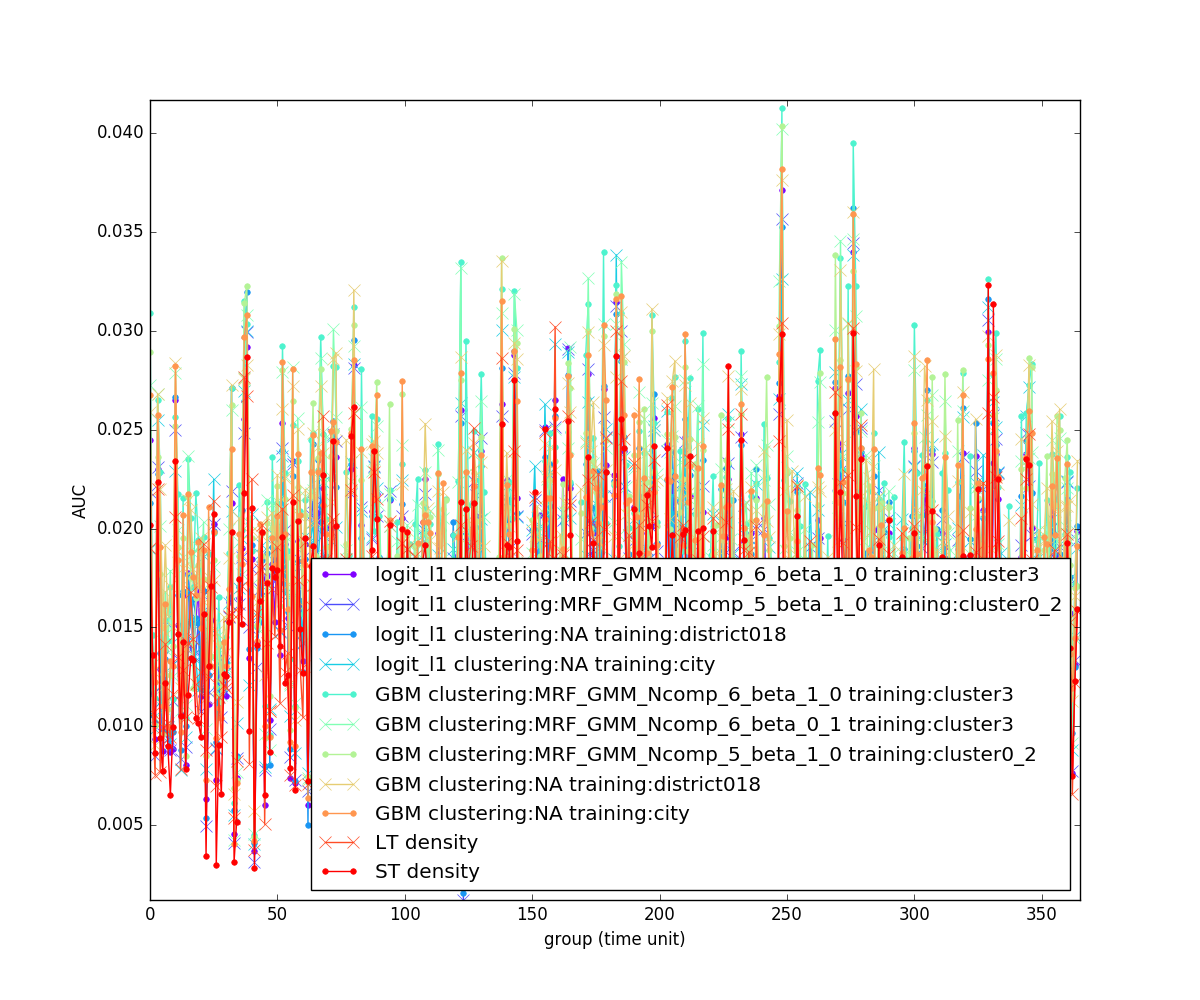 0.040
0.035
0.030
0.025
0.020
0.015
0.010
0.005
AUC
logit_l1 clustering:MRF_GMM_Ncomp_6_beta_1_0 training:cluster3
logit_l1 clustering:MRF_GMM_Ncomp_5_beta_1_0 training:cluster0_2
logit_l1 clustering:NA training:district018
logit_l1 clustering:NA training:city
GBM clustering:MRF_GMM_Ncomp_6_beta_1_0 training:cluster3
GBM clustering:MRF_GMM_Ncomp_6_beta_0_1 training:cluster3
GBM clustering:MRF_GMM_Ncomp_5_beta_1_0 training:cluster0_2
GBM clustering:NA training:district018
GBM clustering:NA training:city
LT density
ST density
0 50 100 150 200 250 300 350
group (time unit)